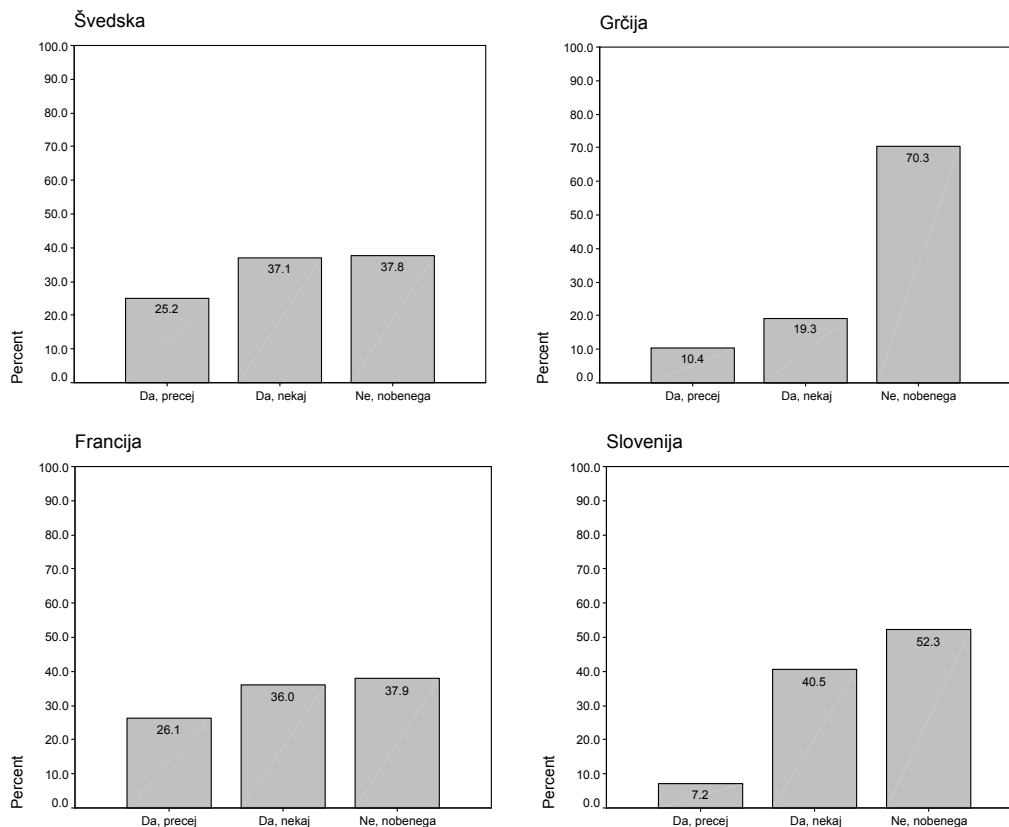 Švedska
100.0
90.0
80.0
70.0
60.0
50.0
40.0
30.0
20.0
10.0
0.0
Percent
25.2
37.1
37.8
Da, precej
Da, nekaj
Ne, nobenega
Grčija
100.0
90.0
80.0
70.0
60.0
50.0
40.0
30.0
20.0
10.0
0.0
Percent
10.4
19.3
70.3
Da, precej
Da, nekaj
Ne, nobenega
Francija
100.0
90.0
80.0
70.0
60.0
50.0
40.0
30.0
20.0
10.0
0.0
Percent
26.1
36.0
37.9
Da, precej
Da, nekaj
Ne, nobenega
Slovenija
100.0
90.0
80.0
70.0
60.0
50.0
40.0
30.0
20.0
10.0
0.0
Percent
7.2
40.5
52.3
Da, precej
Da, nekaj
Ne, nobenega